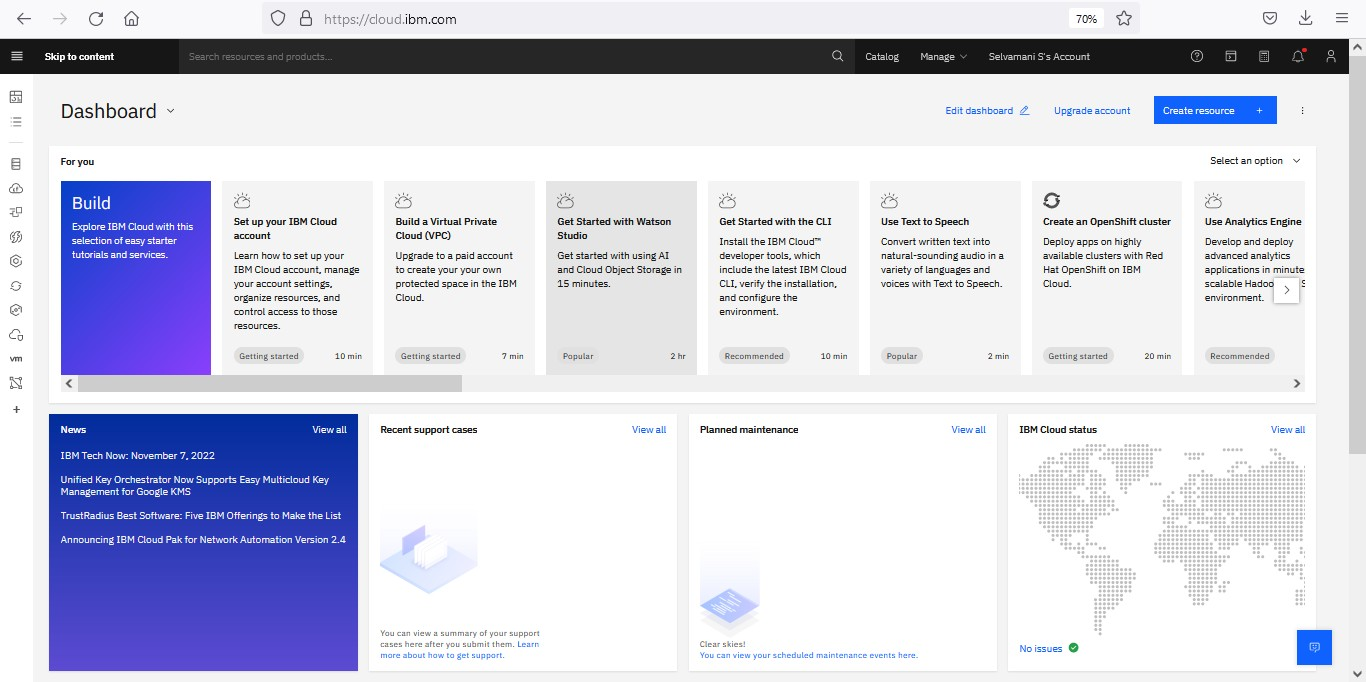 https://cloud.ibm.com
70%
Skip to content
Search resources and products...
Catalog
Manage
Selvamani S's Account
Dashboard
Edit dashboard
Upgrade account
Create resource +
For you
Select an option
Build
Explore IBM Cloud with this
selection of easy starter
tutorials and services.
Set up your IBM Cloud
account
Learn how to set up your
IBM Cloud account, manage
your account settings,
organize resources, and
control access to those
resources.
Getting started
10 min
Build a Virtual Private
Cloud (VPC)
Upgrade to a paid account
to create your your own
protected space in the IBM
Cloud.
Getting started
7 min
Get Started with Watson
Studio
Get started with using AI
and Cloud Object Storage in
15 minutes.
Popular
2 hr
Get Started with the CLI
Install the IBM Cloud™
developer tools, which
include the latest IBM Cloud
CLI, verify the installation,
and configure the
environment.
Recommended
10 min
Use Text to Speech
Convert written text into
natural-sounding audio in a
variety of languages and
voices with Text to Speech.
Popular
2 min
Create an OpenShift cluster
Deploy apps on highly
available clusters with Red
Hat OpenShift on IBM
Cloud.
Getting started
20 min
Use Analytics Engine
Develop and deploy
advanced analytics
applications in minute
scalable Hadoo
environment.
Recommended
vm
News
View all
IBM Tech Now: November 7, 2022
Unified Key Orchestrator Now Supports Easy Multicloud Key
Management for Google KMS
TrustRadius Best Software: Five IBM Offerings to Make the List
Announcing IBM Cloud Pak for Network Automation Version 2.4
Recent support cases
View all
You can view a summary of your support
cases here after you submit them. Learn
more about how to get support.
Planned maintenance
View all
Clear skies!
You can view your scheduled maintenance events here.
IBM Cloud status
View all
No issues